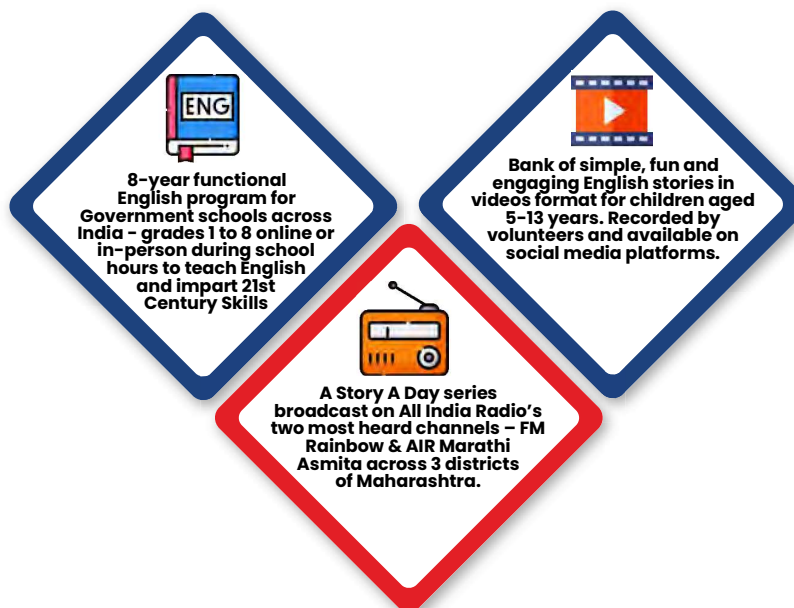 ENG
8-year functional
English program for
Government schools across
India - grades 1 to 8 online or
in-person during school
hours to teach English
and impart 21st
Century Skills
Bank of simple, fun and
engaging English stories in
videos format for children aged
5-13 years. Recorded by
volunteers and available on
social media platforms.
A Story A Day series
broadcast on All India Radio's
two most heard channels – FM
Rainbow & AIR Marathi
Asmita across 3 districts
of Maharashtra.